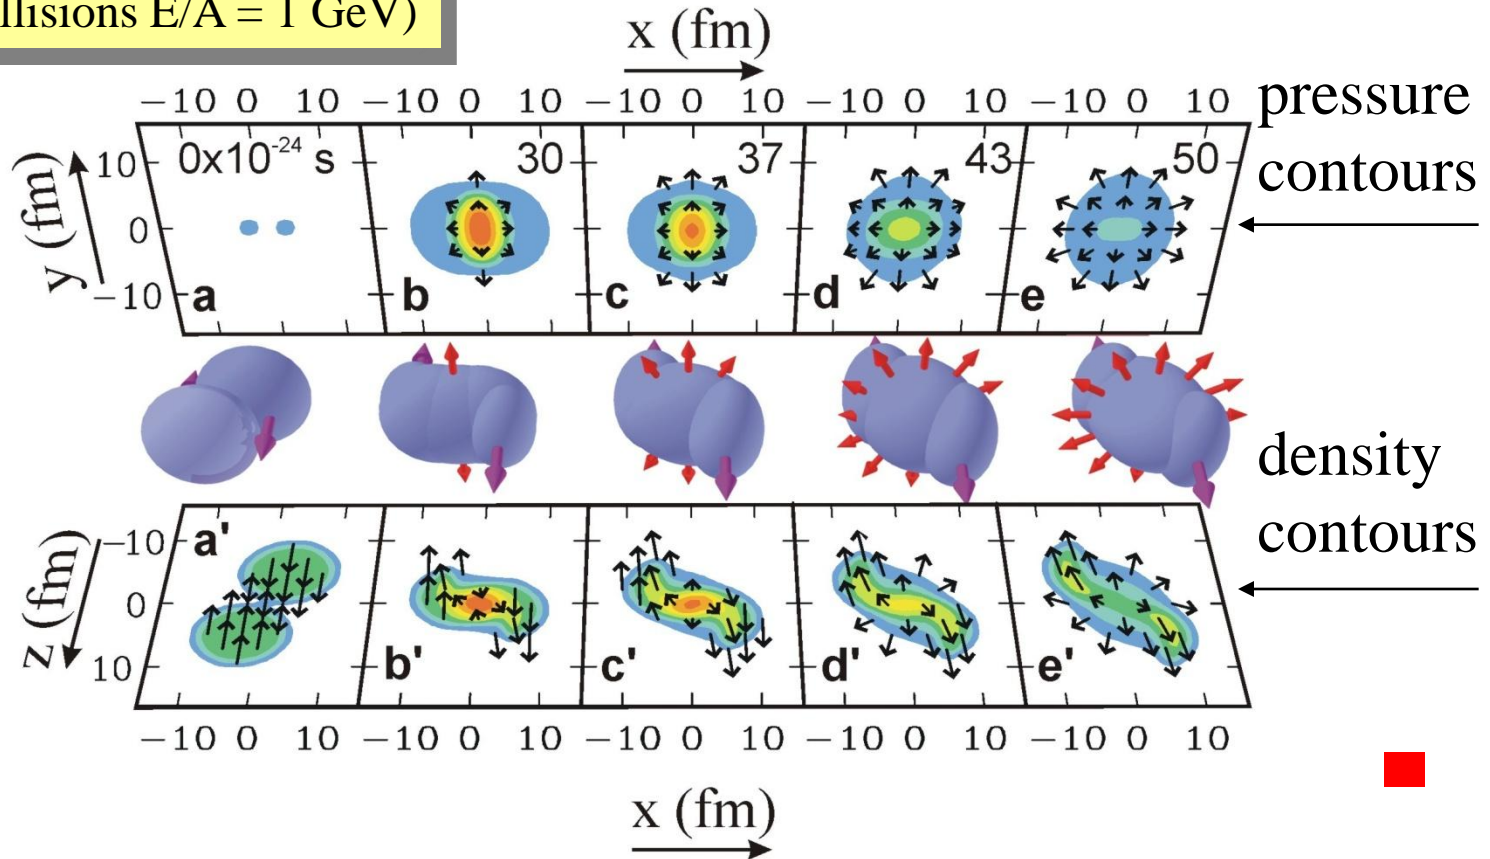 llisions E/A = 1 GeV)
x (fm)
−10 0 10 −10 0 10 −10 0 10 −10 0 10 −10 0 10
pressure
contours
y (fm)
10
0
−10
0x10⁻²⁴ s
30
37
43
50
a
b
c
d
e
density
contours
z (fm)
−10
0
10
a'
b'
c'
d'
e'
−10 0 10 −10 0 10 −10 0 10 −10 0 10 −10 0 10
x (fm)